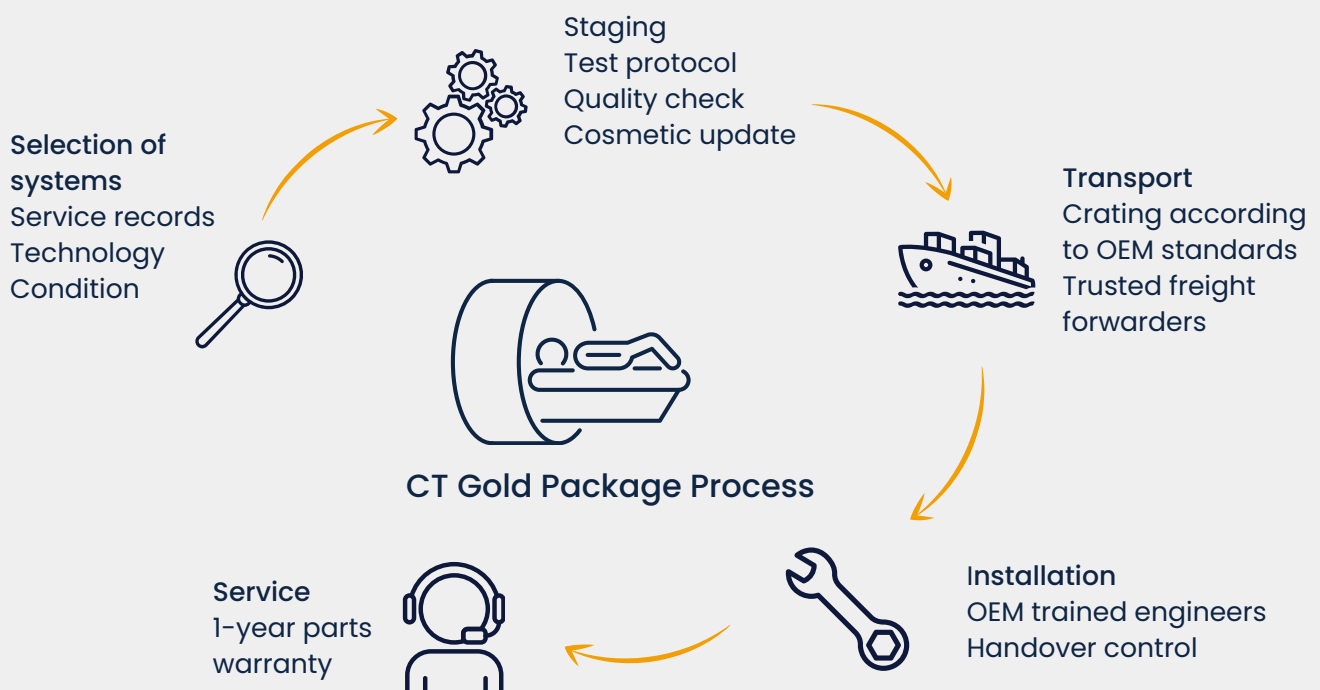 Selection of
systems
Service records
Technology
Condition
Staging
Test protocol
Quality check
Cosmetic update
Transport
Crating according
to OEM standards
Trusted freight
forwarders
CT Gold Package Process
Installation
OEM trained engineers
Handover control
Service
1-year parts
warranty